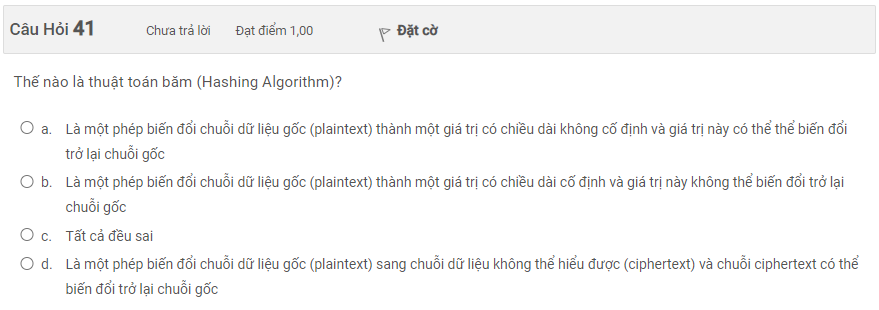 Câu Hỏi 41 Chưa trả lời Đạt điểm 1,00 Đặt cờ
Thế nào là thuật toán băm (Hashing Algorithm)?
a. Là một phép biến đổi chuỗi dữ liệu gốc (plaintext) thành một giá trị có chiều dài không cố định và giá trị này có thể thể biến đổi
trở lại chuỗi gốc
b. Là một phép biến đổi chuỗi dữ liệu gốc (plaintext) thành một giá trị có chiều dài cố định và giá trị này không thể biến đổi trở lại
chuỗi gốc
c. Tất cả đều sai
d. Là một phép biến đổi chuỗi dữ liệu gốc (plaintext) sang chuỗi dữ liệu không thể hiểu được (ciphertext) và chuỗi ciphertext có thể
biến đổi trở lại chuỗi gốc